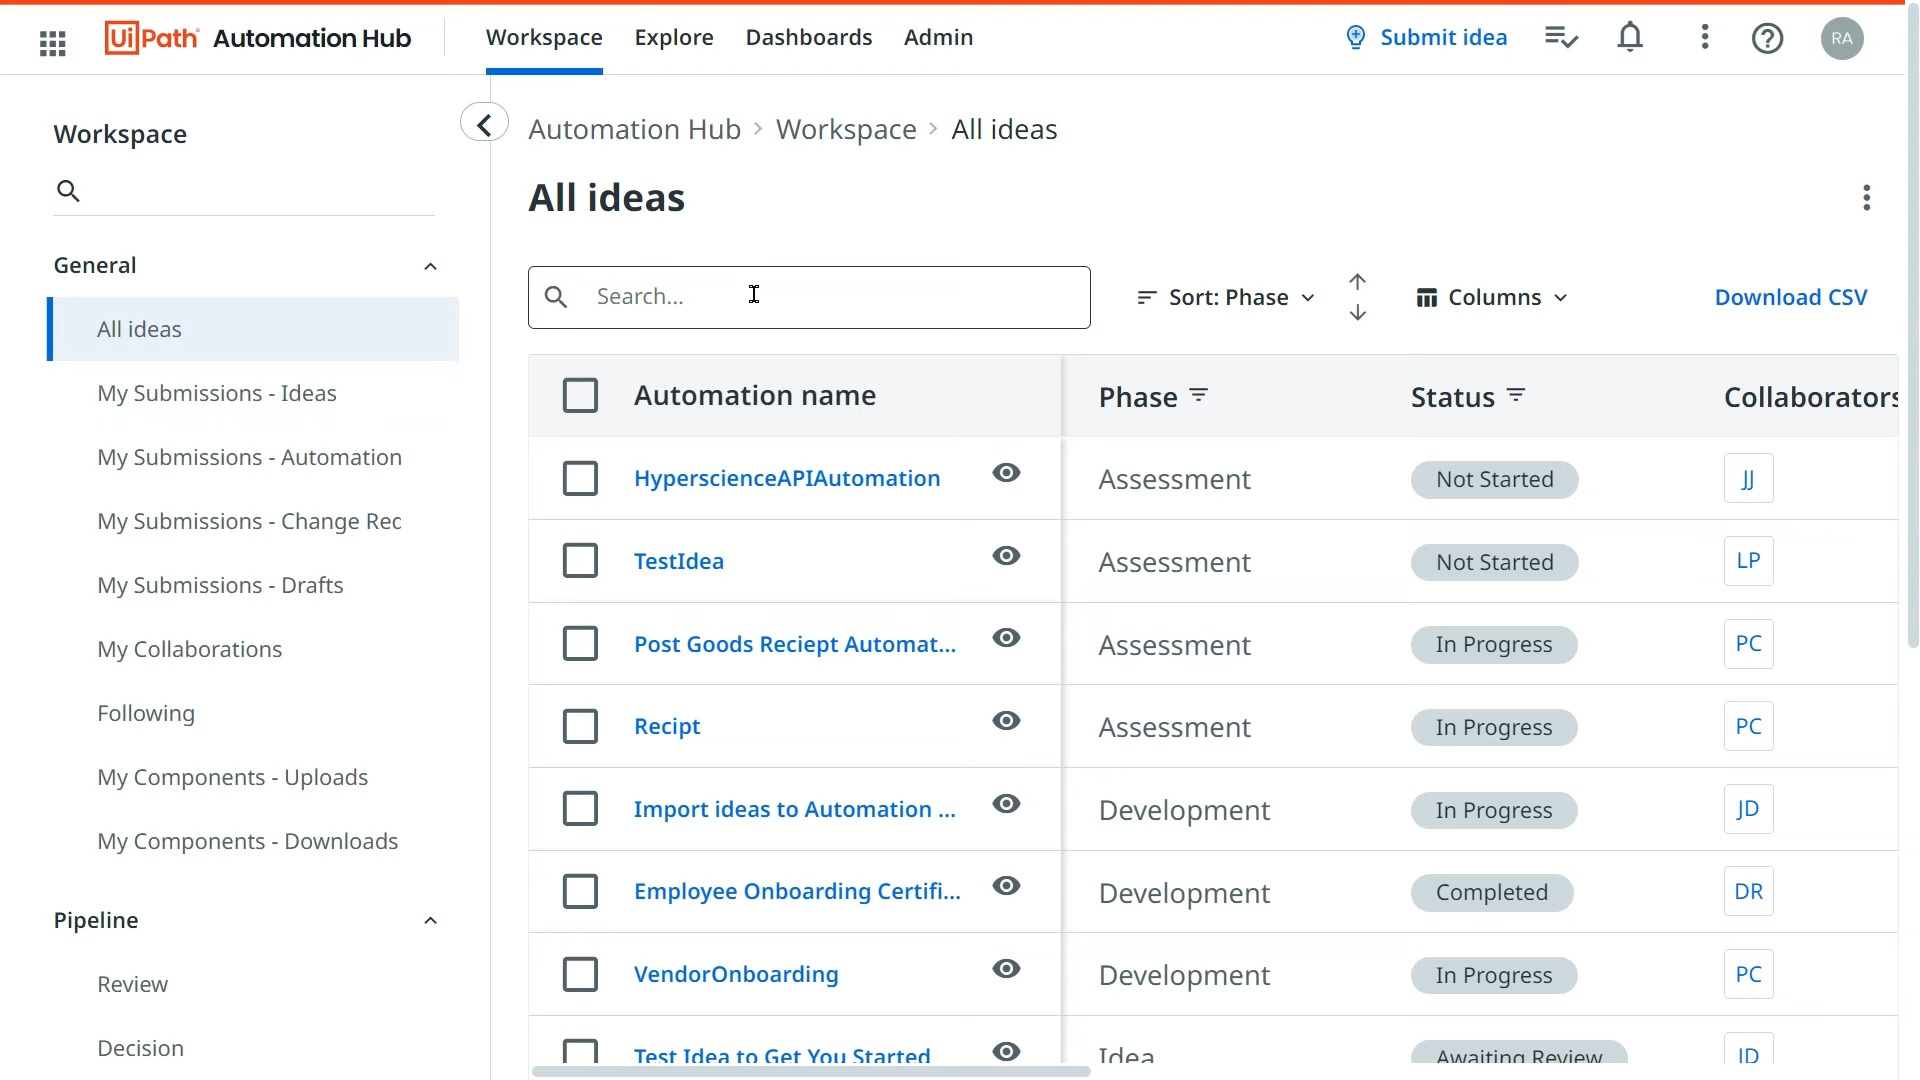 UiPath Automation Hub
Workspace Explore Dashboards Admin
Submit idea
RA
Workspace
General
All ideas
My Submissions - Ideas
My Submissions - Automation
My Submissions - Change Rec
My Submissions - Drafts
My Collaborations
Following
My Components - Uploads
My Components - Downloads
Pipeline
Review
Decision
Automation Hub > Workspace > All ideas
All ideas
Search... Sort: Phase Columns Download CSV
Automation name Phase Status Collaborators
HyperscienceAPIAutomation Assessment Not Started JJ
TestIdea Assessment Not Started LP
Post Goods Reciept Automat... Assessment In Progress PC
Recipt Assessment In Progress PC
Import ideas to Automation ... Development In Progress JD
Employee Onboarding Certifi... Development Completed DR
VendorOnboarding Development In Progress PC
Test Idea to Get You Started Idea Awaiting Review JD